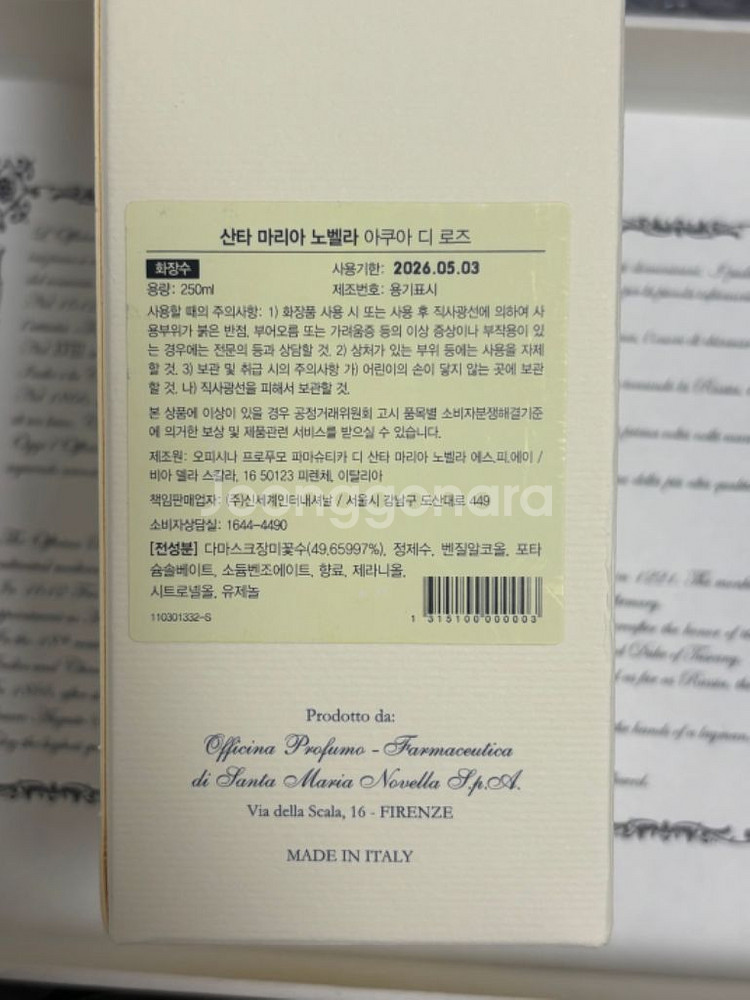 산타 마리아 노벨라 아쿠아 디 로즈
화장수
사용기한: 2026.05.03
용량: 250ml
제조번호: 용기표시
사용할 때의 주의사항: 1) 화장품 사용 시 또는 사용 후 직사광선에 의하여 사
용부위가 붉은 반점, 부어오름 또는 가려움증 등의 이상 증상이나 부작용이 있
는 경우에는 전문의 등과 상담할 것. 2) 상처가 있는 부위 등에는 사용을 자제
할 것. 3) 보관 및 취급 시의 주의사항 가) 어린이의 손이 닿지 않는 곳에 보관
할 것. 나) 직사광선을 피해서 보관할 것.
본 상품에 이상이 있을 경우 공정거래위원회 고시 품목별 소비자분쟁해결기준
에 의거한 보상 및 제품관련 서비스를 받으실 수 있습니다.
제조원: 오피시나 프로푸모 파마슈티카 디 산타 마리아 노벨라 에스.피.에이 /
비아 델라 스칼라, 16 50123 피렌체, 이탈리아
Joonggonara
책임판매업자: (주)신세계인터내셔날 / 서울시 강남구 도산대로 449
소비자상담실: 1644-4490
[전성분] 다마스크장미꽃수(49.65997%), 정제수, 벤질알코올, 포타
슘솔베이트, 소듐벤조에이트, 향료, 제라니올,
시트로넬올, 유제놀
110301332-S
1 315100 000003
Prodotto da:
Officina Profumo - Farmaceutica
di Santa Maria Novella S.p.A.
Via della Scala, 16 - FIRENZE
MADE IN ITALY